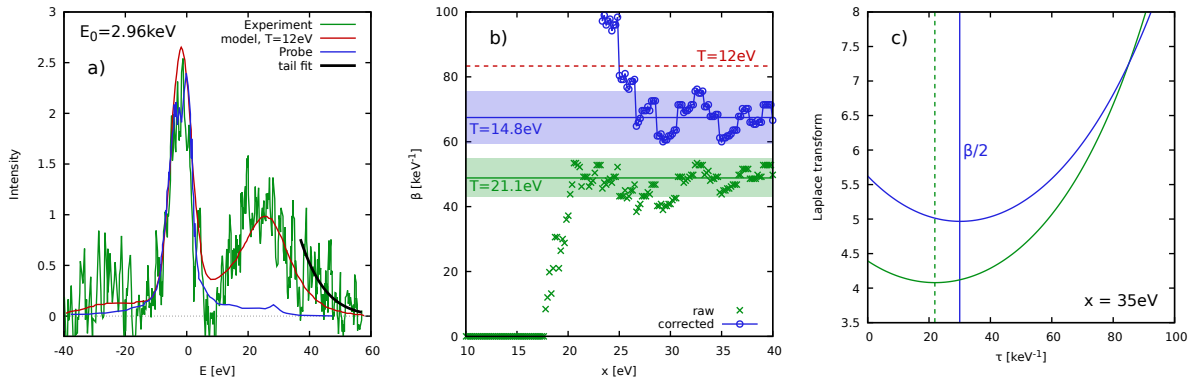 E0=2.96keV
a)
Experiment
model, T=12eV
Probe
tail fit
Intensity
3
2.5
2
1.5
1
0.5
0
-40
-20
0
20
40
60
E [eV]
b)
T=12eV
T=14.8eV
T=21.1eV
raw
corrected
β [keV-1]
100
80
60
40
20
0
10
15
20
25
30
35
40
x [eV]
c)
β/2
x = 35eV
Laplace transform
8
7.5
7
6.5
6
5.5
5
4.5
4
3.5
0
20
40
60
80
100
τ [keV-1]